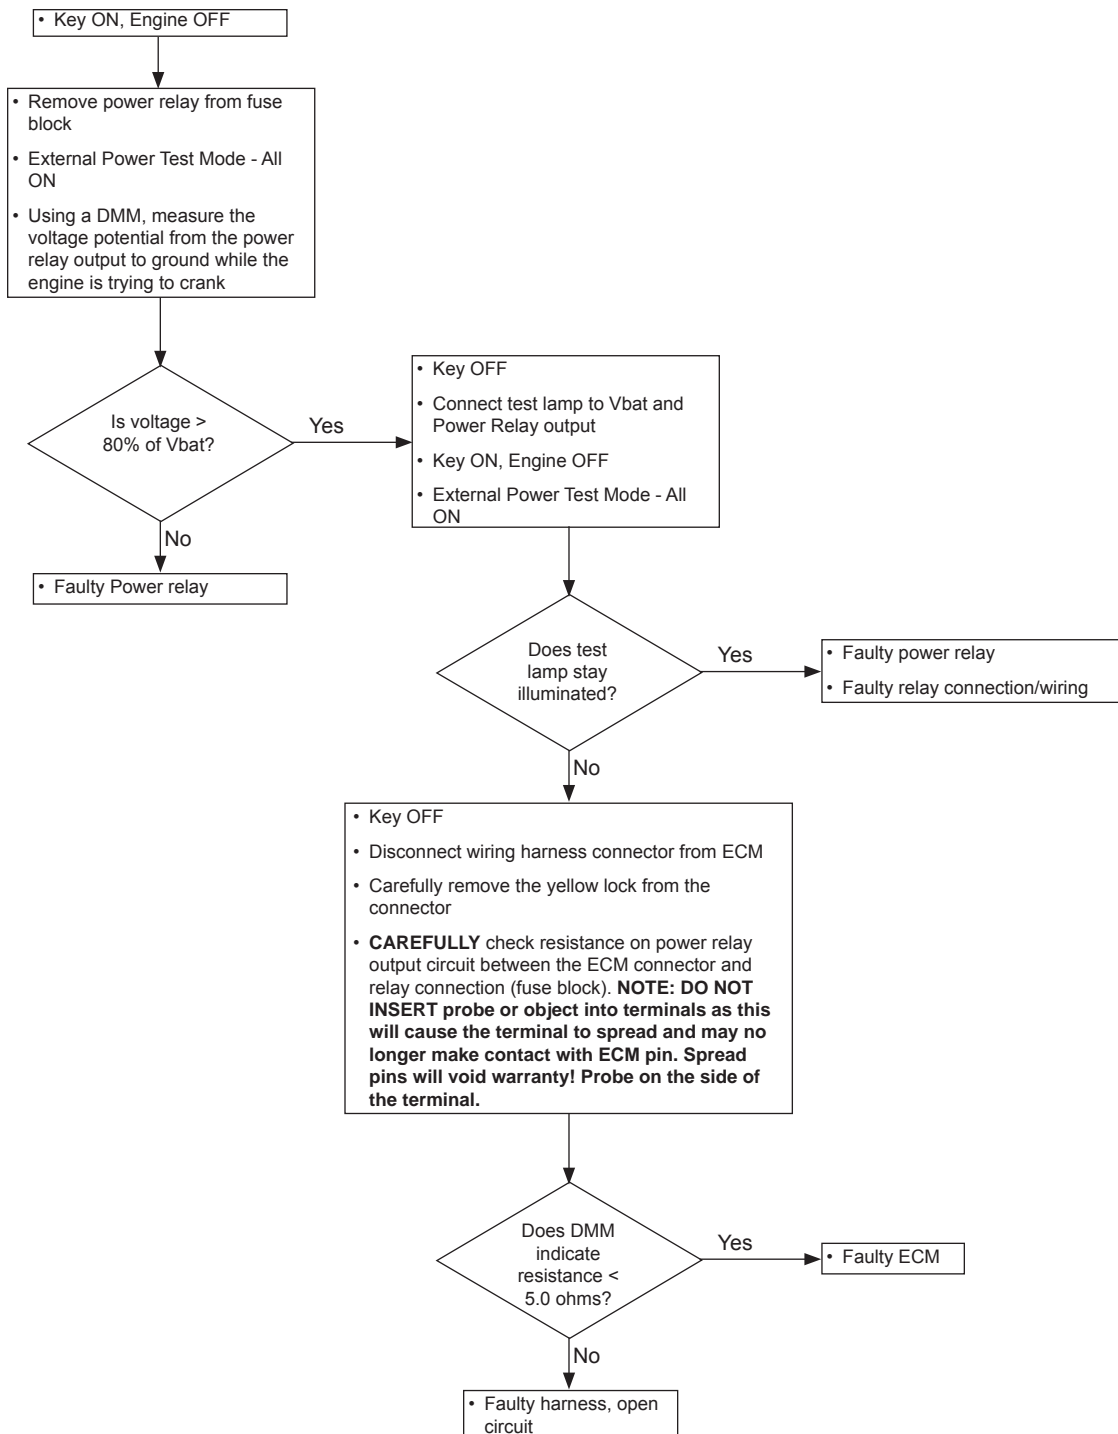 • Key ON, Engine OFF
• Remove power relay from fuse
block
• External Power Test Mode - All
ON
• Using a DMM, measure the
voltage potential from the power
relay output to ground while the
engine is trying to crank
Is voltage >
80% of Vbat?
Yes
No
• Faulty Power relay
• Key OFF
• Connect test lamp to Vbat and
Power Relay output
• Key ON, Engine OFF
• External Power Test Mode - All
ON
Does test
lamp stay
illuminated?
Yes
• Faulty power relay
• Faulty relay connection/wiring
No
• Key OFF
• Disconnect wiring harness connector from ECM
• Carefully remove the yellow lock from the
connector
• CAREFULLY check resistance on power relay
output circuit between the ECM connector and
relay connection (fuse block). NOTE: DO NOT
INSERT probe or object into terminals as this
will cause the terminal to spread and may no
longer make contact with ECM pin. Spread
pins will void warranty! Probe on the side of
the terminal.
Does DMM
indicate
resistance <
5.0 ohms?
Yes
• Faulty ECM
No
• Faulty harness, open
circuit